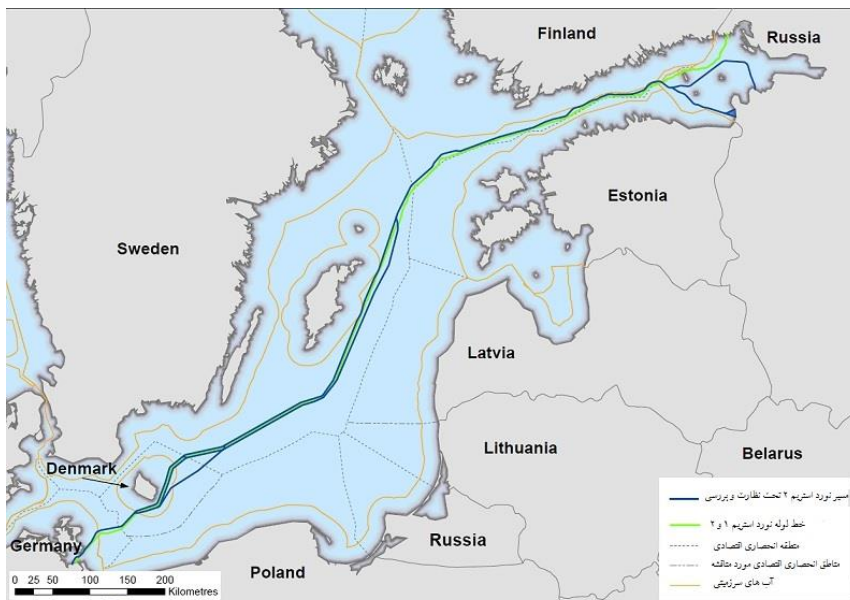 Finland
Russia
Estonia
Sweden
Latvia
Lithuania
Belarus
Denmark
Germany
Poland
Russia
0 25 50 100 150 200
Kilometres
مسیر نورد استریم ۲ تحت نظارت و بررسی
خط لوله نورد استریم ۱ و ۲
منطقه انحصاری اقتصادی
مناطق انحصاری اقتصادی مورد مناقشه
آب های سرزمینی